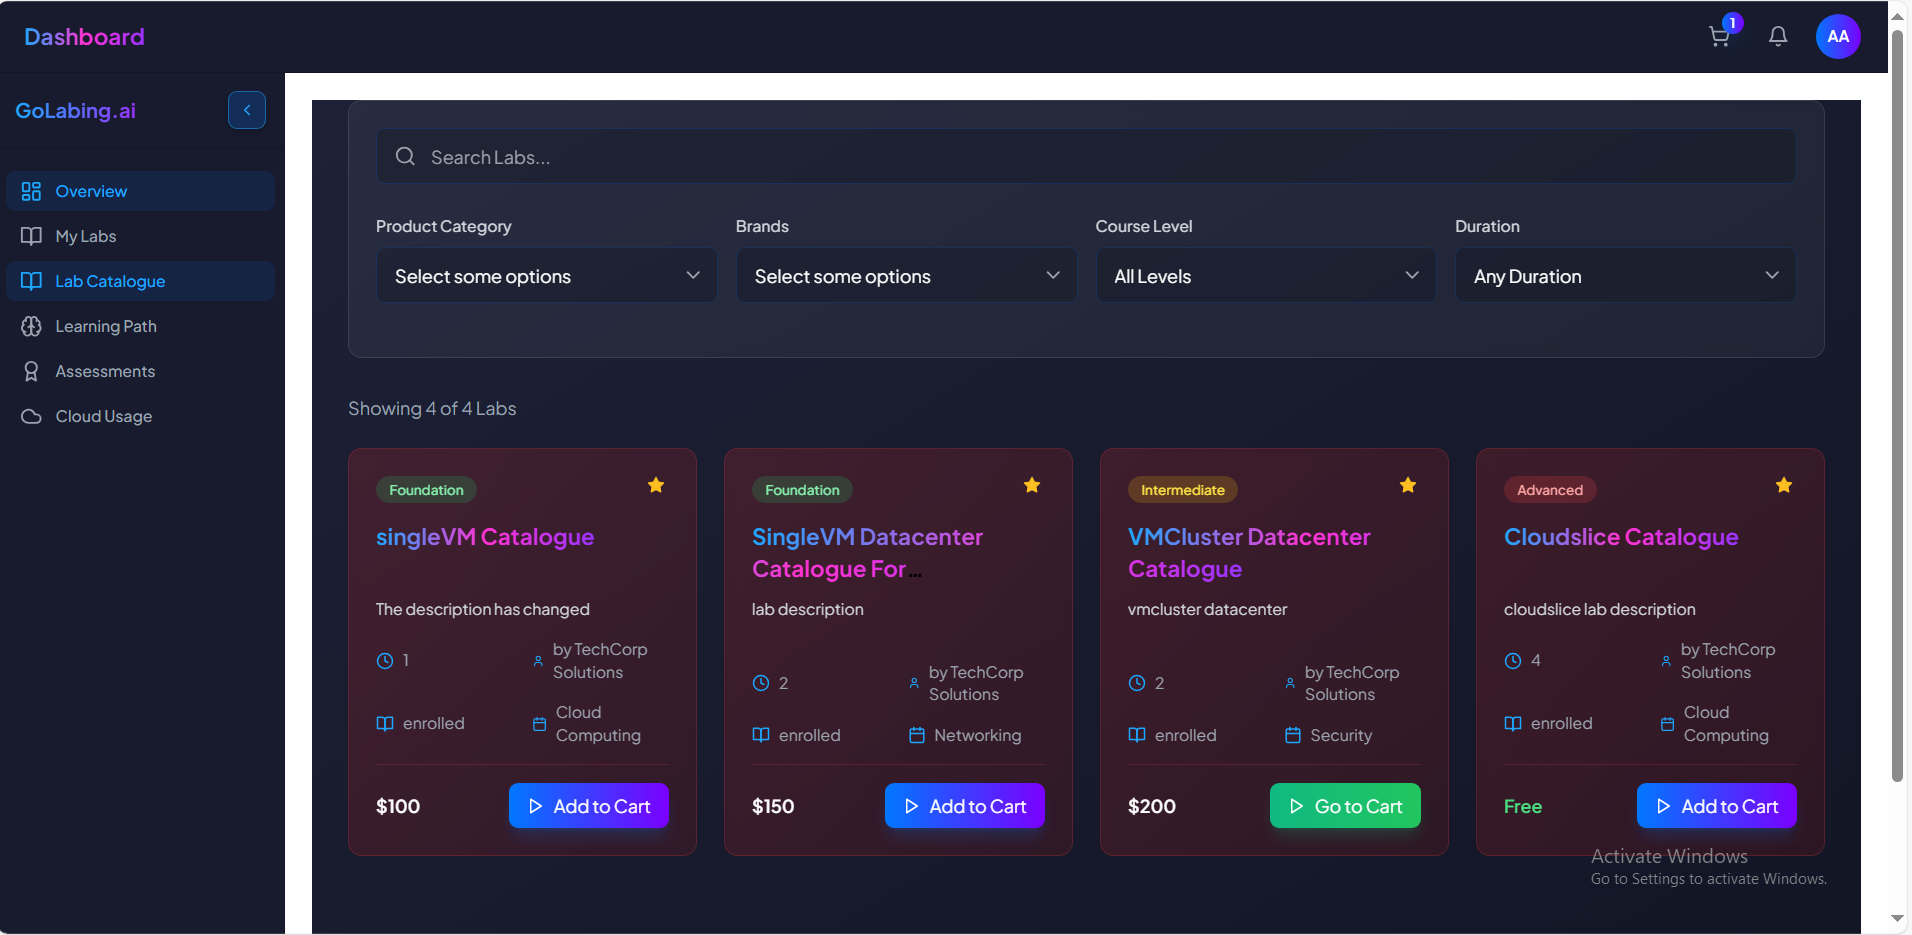 Dashboard
1
AA
GoLabing.ai
Overview
My Labs
Lab Catalogue
Learning Path
Assessments
Cloud Usage
Search Labs...
Product Category
Brands
Course Level
Duration
Select some options
Select some options
All Levels
Any Duration
Showing 4 of 4 Labs
Foundation
singleVM Catalogue
The description has changed
1
by TechCorp
Solutions
enrolled
Cloud
Computing
$100
Add to Cart
Foundation
SingleVM Datacenter
Catalogue For...
lab description
2
by TechCorp
Solutions
enrolled
Networking
$150
Add to Cart
Intermediate
VMCluster Datacenter
Catalogue
vmcluster datacenter
2
by TechCorp
Solutions
enrolled
Security
$200
Go to Cart
Advanced
Cloudslice Catalogue
cloudslice lab description
4
by TechCorp
Solutions
enrolled
Cloud
Computing
Free
Add to Cart
Activate Windows
Go to Settings to activate Windows.